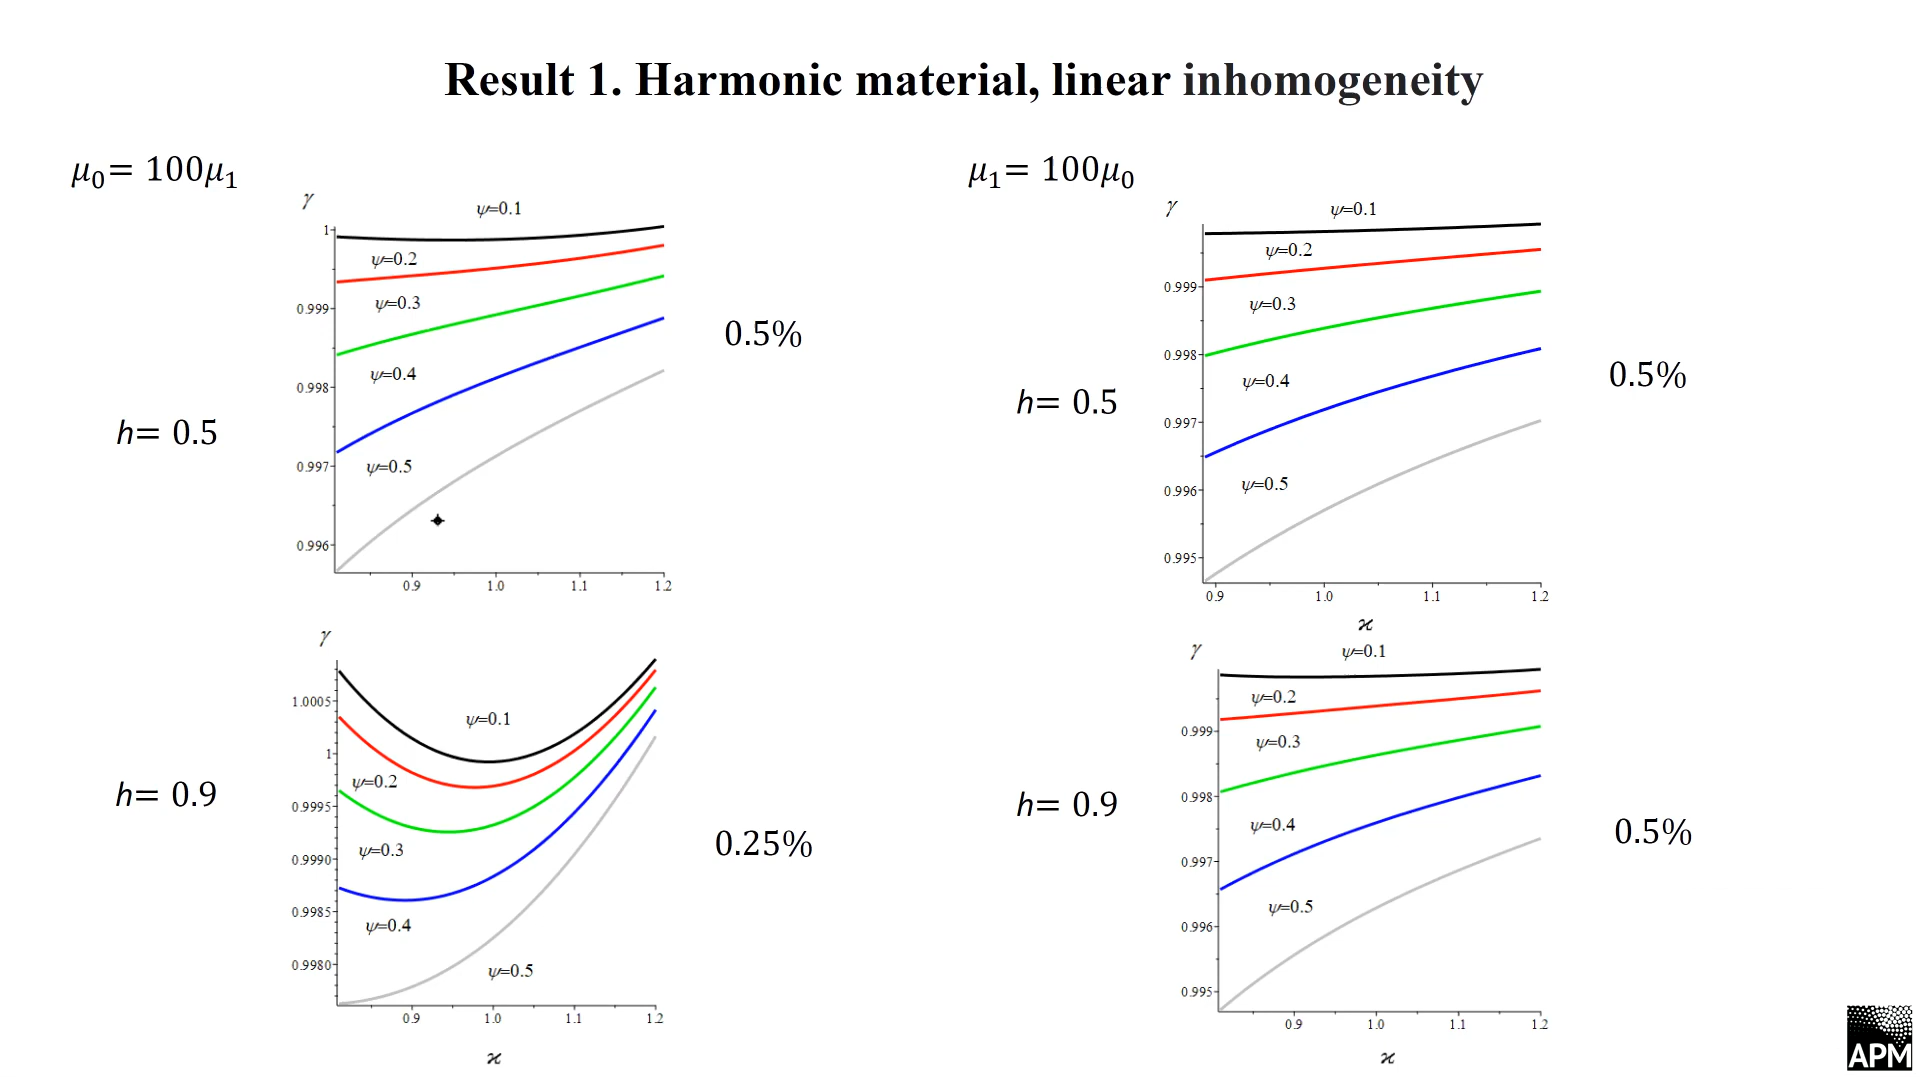 Result 1. Harmonic material, linear inhomogeneity
μ₀= 100μ₁
γ
ψ=0.1
1
ψ=0.2
ψ=0.3
0.999
ψ=0.4
0.998
ψ=0.5
0.997
0.996
0.9 1.0 1.1 1.2
h= 0.5
0.5%
γ
1.0005
ψ=0.1
1
ψ=0.2
0.9995
ψ=0.3
0.9990
0.9985
ψ=0.4
0.9980
ψ=0.5
0.9 1.0 1.1 1.2
ϰ
h= 0.9
0.25%
μ₁= 100μ₀
γ
ψ=0.1
ψ=0.2
0.999
ψ=0.3
0.998
ψ=0.4
0.997
ψ=0.5
0.996
0.995
0.9 1.0 1.1 1.2
ϰ
h= 0.5
0.5%
γ
ψ=0.1
ψ=0.2
0.999
ψ=0.3
0.998
ψ=0.4
0.997
ψ=0.5
0.996
0.995
0.9 1.0 1.1 1.2
ϰ
h= 0.9
0.5%
APM